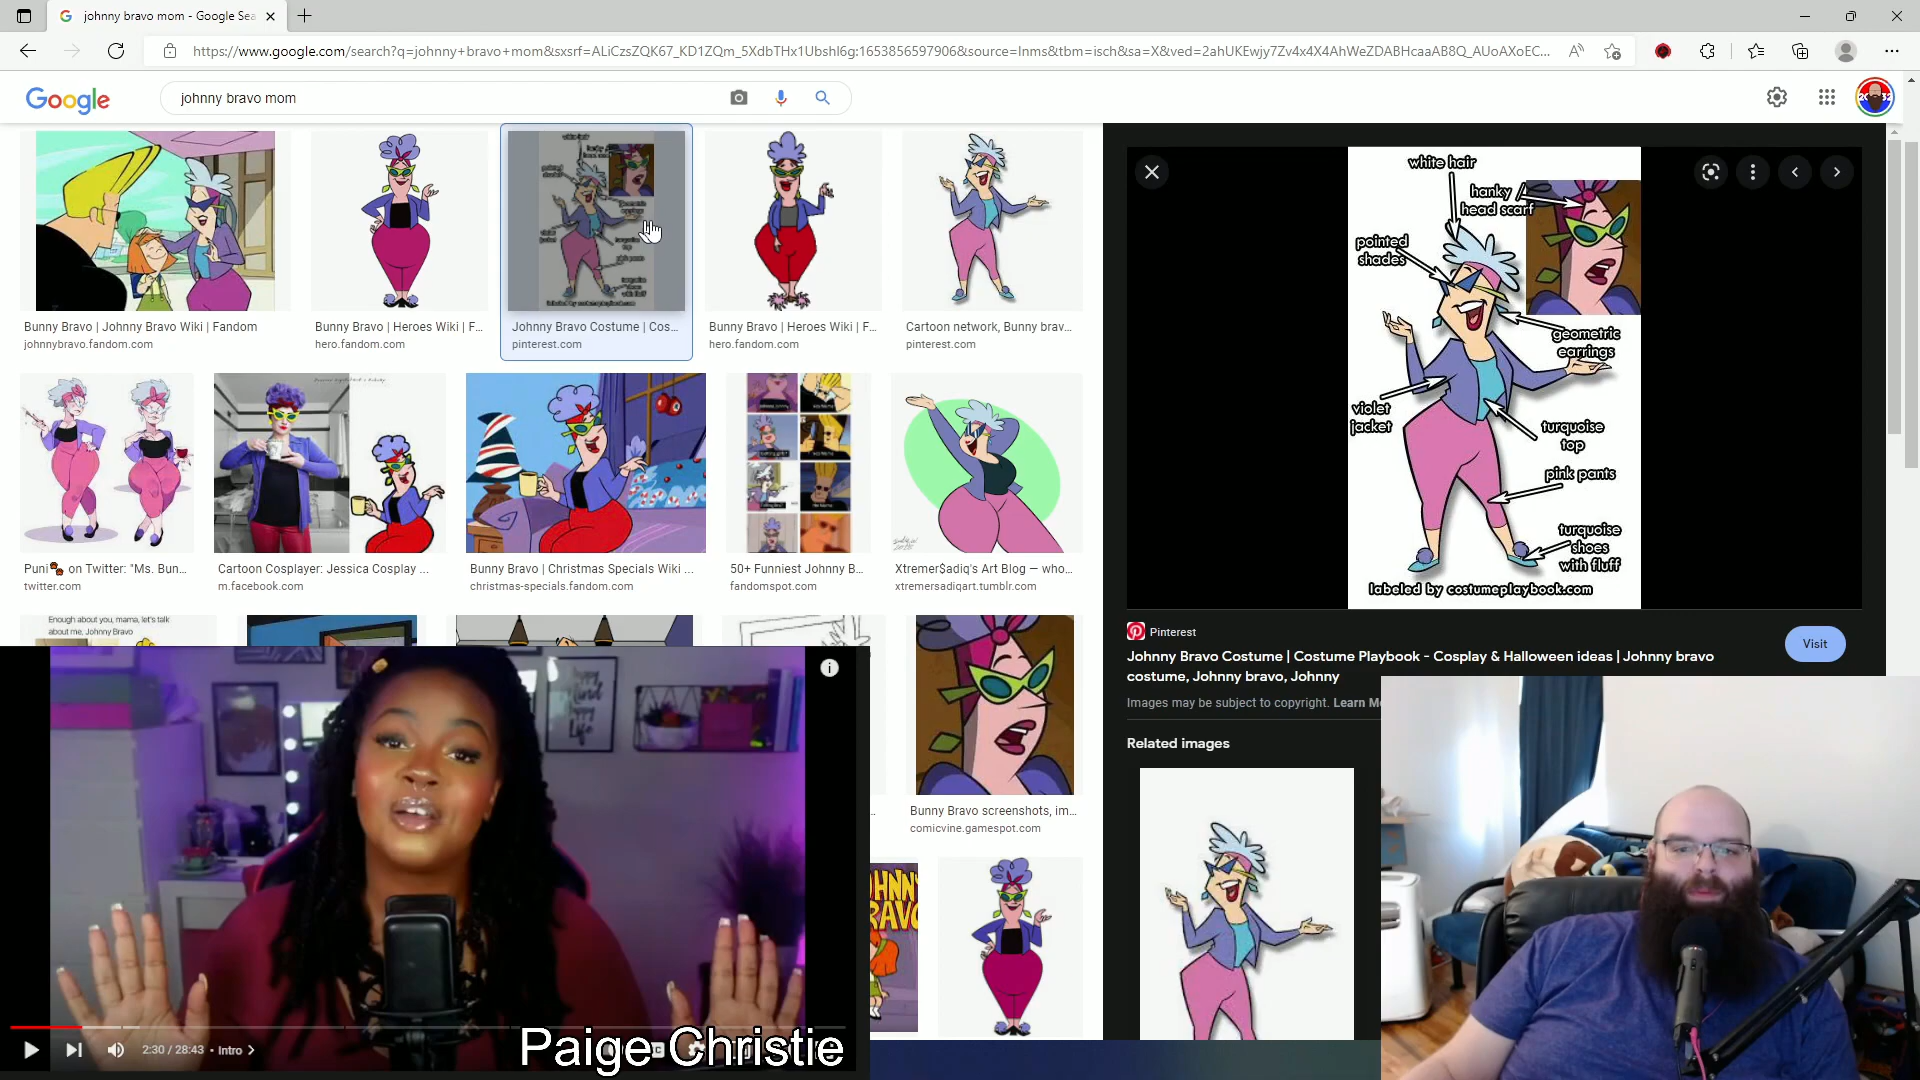 johnny bravo mom - Google Sea
https://www.google.com/search?q=johnny+bravo+mom&sxsrf=ALiCzsZQK67_KD1ZQm_5XdbTHx1Ubshl6g:1653856597906&source=lnms&tbm=isch&sa=X&ved=2ahUKEwjy7Zv4x4X4AhWeZDABHcaaAB8Q_AUoAXoEC...
Google
johnny bravo mom
Bunny Bravo | Johnny Bravo Wiki | Fandom
johnnybravo.fandom.com
Bunny Bravo | Heroes Wiki | F...
hero.fandom.com
Johnny Bravo Costume | Cos...
pinterest.com
Bunny Bravo | Heroes Wiki | F...
hero.fandom.com
Cartoon network, Bunny brav...
pinterest.com
Puni on Twitter: "Ms. Bun...
twitter.com
Cartoon Cosplayer: Jessica Cosplay ...
m.facebook.com
Bunny Bravo | Christmas Specials Wiki ...
christmas-specials.fandom.com
50+ Funniest Johnny B...
fandomspot.com
Xtremer$adiq's Art Blog — who...
xtremersadiqart.tumblr.com
Enough about you, mama, let's talk
about me, Johnny Bravo
Bunny Bravo screenshots, im...
comicvine.gamespot.com
white hair
hanky /
head scarf
pointed
shades
geometric
earrings
violet
jacket
turquoise
top
pink pants
turquoise
shoes
with fluff
labeled by costumeplaybook.com
Pinterest
Visit
Johnny Bravo Costume | Costume Playbook - Cosplay & Halloween ideas | Johnny bravo
costume, Johnny bravo, Johnny
Images may be subject to copyright. Learn M
Related images
2:30 / 28:43 • Intro
Paige Christie